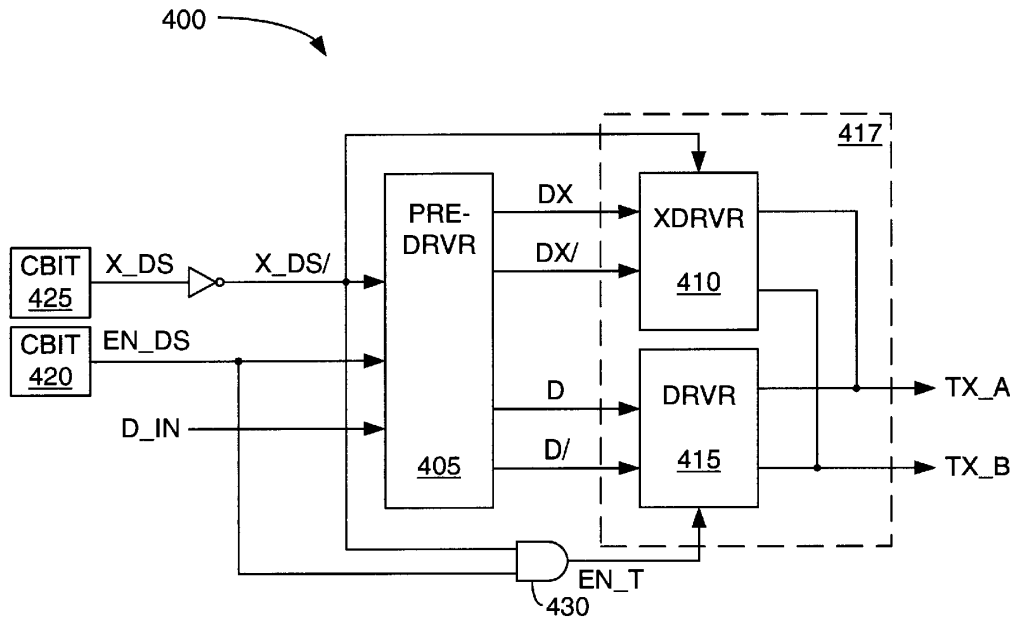 400
417
DX
PRE-
DRVR
XDRVR
DX/
410
CBIT
425
X_DS
X_DS/
CBIT
420
EN_DS
D_IN
405
D
D/
DRVR
415
TX_A
TX_B
EN_T
430